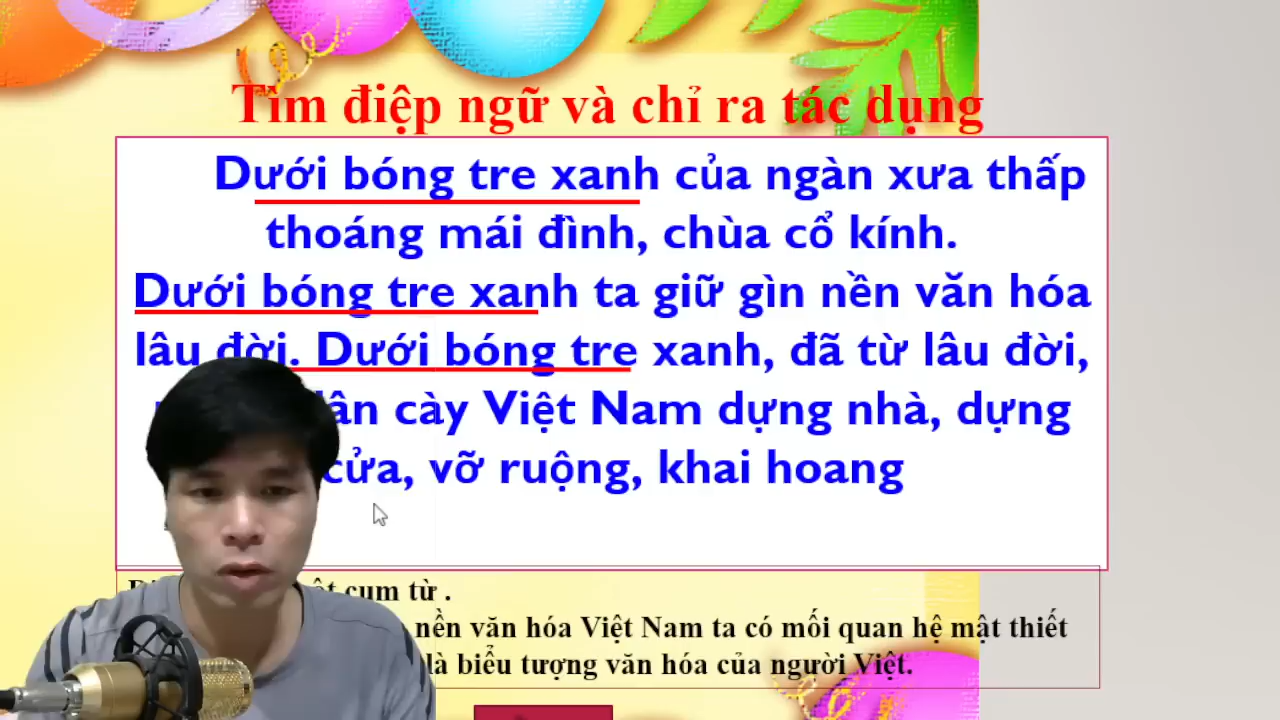 Tìm điệp ngữ và chỉ ra tác dụng
Dưới bóng tre xanh của ngàn xưa thấp
thoáng mái đình, chùa cổ kính.
Dưới bóng tre xanh ta giữ gìn nền văn hóa
lâu đời. Dưới bóng tre xanh, đã từ lâu đời,
cày Việt Nam dựng nhà, dựng
cửa, vỡ ruộng, khai hoang
cụm từ .
nền văn hóa Việt Nam ta có mối quan hệ mật thiết
là biểu tượng văn hóa của người Việt.